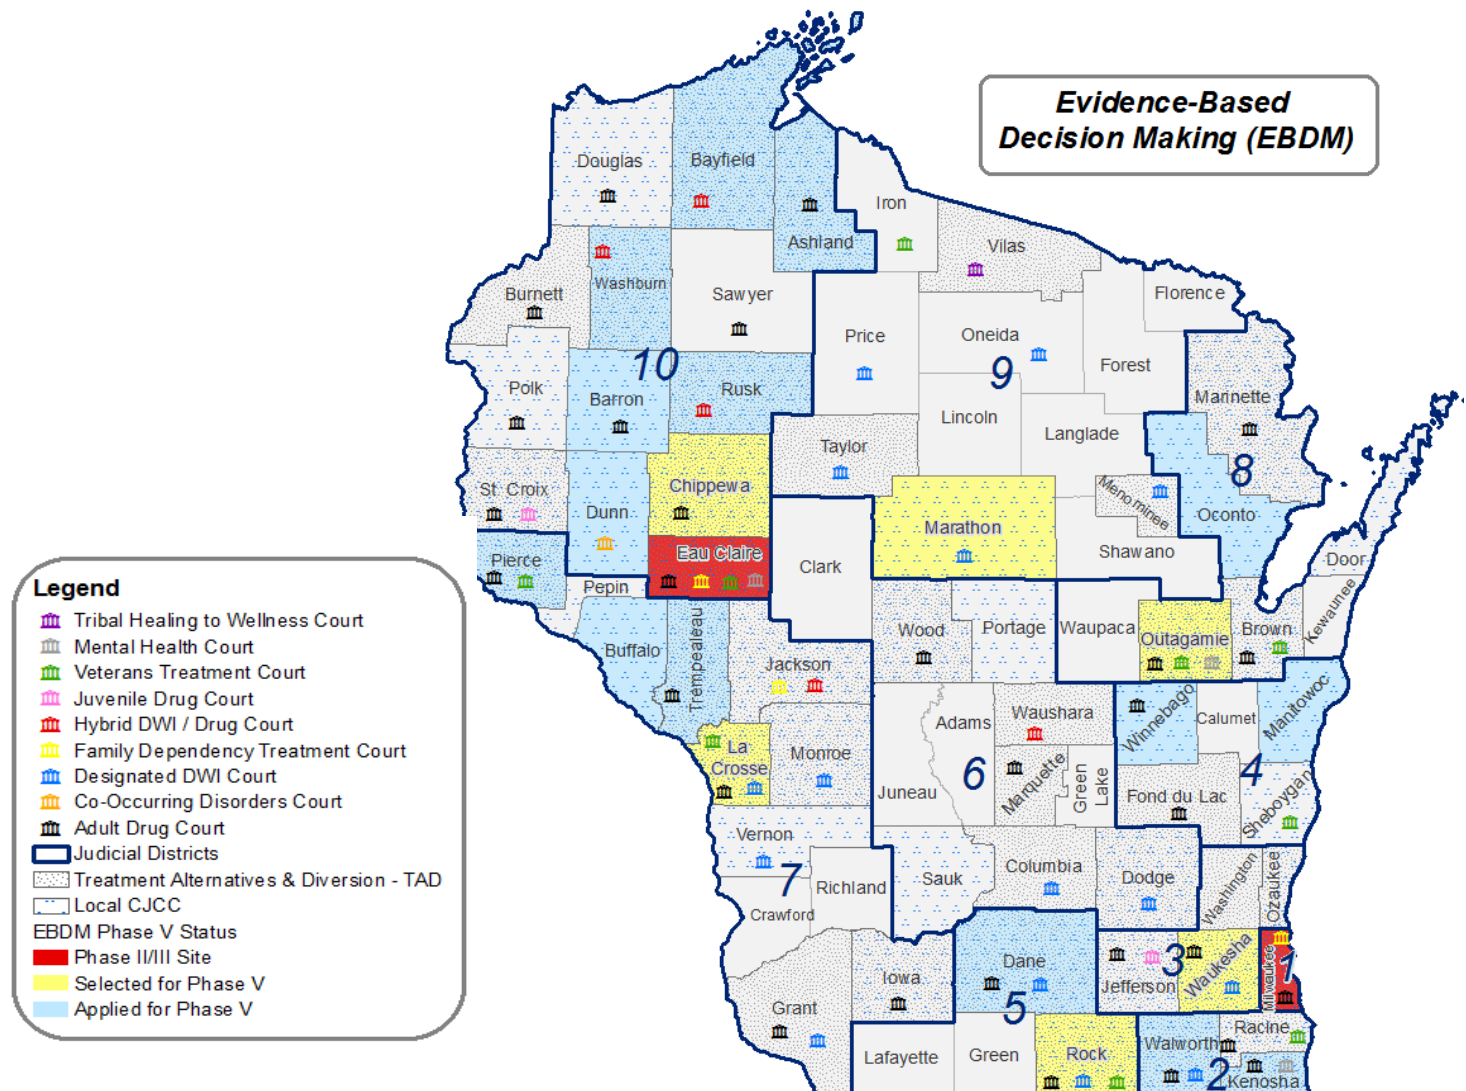 Evidence-Based
Decision Making (EBDM)
Douglas
Bayfield
Ashland
Iron
Vilas
Burnett
Washburn
Sawyer
Florence
Price
Oneida
Forest
10
9
Polk
Barron
Rusk
Marinette
Lincoln
Langlade
Taylor
8
St. Croix
Chippewa
Dunn
Menominee
Oconto
Marathon
Eau Claire
Shawano
Pierce
Clark
Door
Pepin
Kewaunee
Wood
Portage
Waupaca
Outagamie
Brown
Buffalo
Trempealeau
Jackson
Adams
Waushara
Winnebago
Calumet
Manitowoc
La
Crosse
Monroe
6
Juneau
Marquette
Green
Lake
4
Fond du Lac
Sheboygan
Vernon
7
Richland
Sauk
Columbia
Dodge
Washington
Ozaukee
Crawford
Dane
3
Jefferson
Waukesha
Milwaukee
1
Iowa
Grant
5
Lafayette
Green
Rock
Walworth
Racine
2
Kenosha
Legend
Tribal Healing to Wellness Court
Mental Health Court
Veterans Treatment Court
Juvenile Drug Court
Hybrid DWI / Drug Court
Family Dependency Treatment Court
Designated DWI Court
Co-Occurring Disorders Court
Adult Drug Court
Judicial Districts
Treatment Alternatives & Diversion - TAD
Local CJCC
EBDM Phase V Status
Phase II/III Site
Selected for Phase V
Applied for Phase V